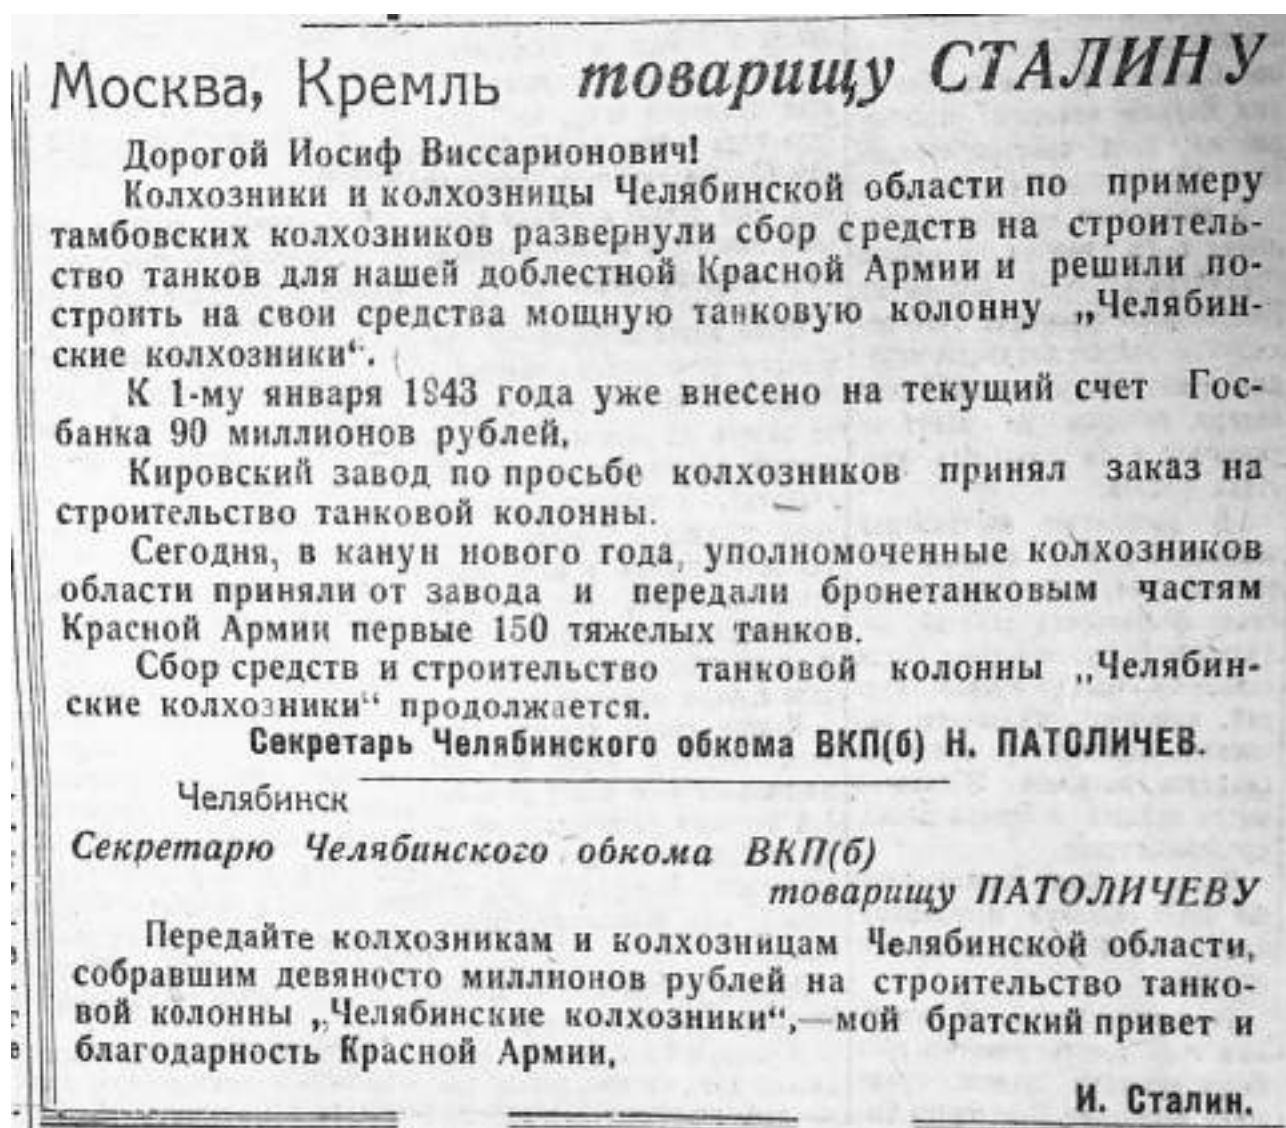 Москва, Кремль товарищу СТАЛИНУ
Дорогой Иосиф Виссарионович!
Колхозники и колхозницы Челябинской области по примеру
тамбовских колхозников развернули сбор средств на строитель-
ство танков для нашей доблестной Красной Армии и решили по-
строить на свои средства мощную танковую колонну „Челябин-
ские колхозники“.
К 1-му января 1943 года уже внесено на текущий счет Гос-
банка 90 миллионов рублей.
Кировский завод по просьбе колхозников принял заказ на
строительство танковой колонны.
Сегодня, в канун нового года, уполномоченные колхозников
области приняли от завода и передали бронетанковым частям
Красной Армии первые 150 тяжелых танков.
Сбор средств и строительство танковой колонны „Челябин-
ские колхозники“ продолжается.
Секретарь Челябинского обкома ВКП(б) Н. ПАТОЛИЧЕВ.
Челябинск
Секретарю Челябинского обкома ВКП(б)
товарищу ПАТОЛИЧЕВУ
Передайте колхозникам и колхозницам Челябинской области,
собравшим девяносто миллионов рублей на строительство танко-
вой колонны „Челябинские колхозники“,—мой братский привет и
благодарность Красной Армии.
И. Сталин.